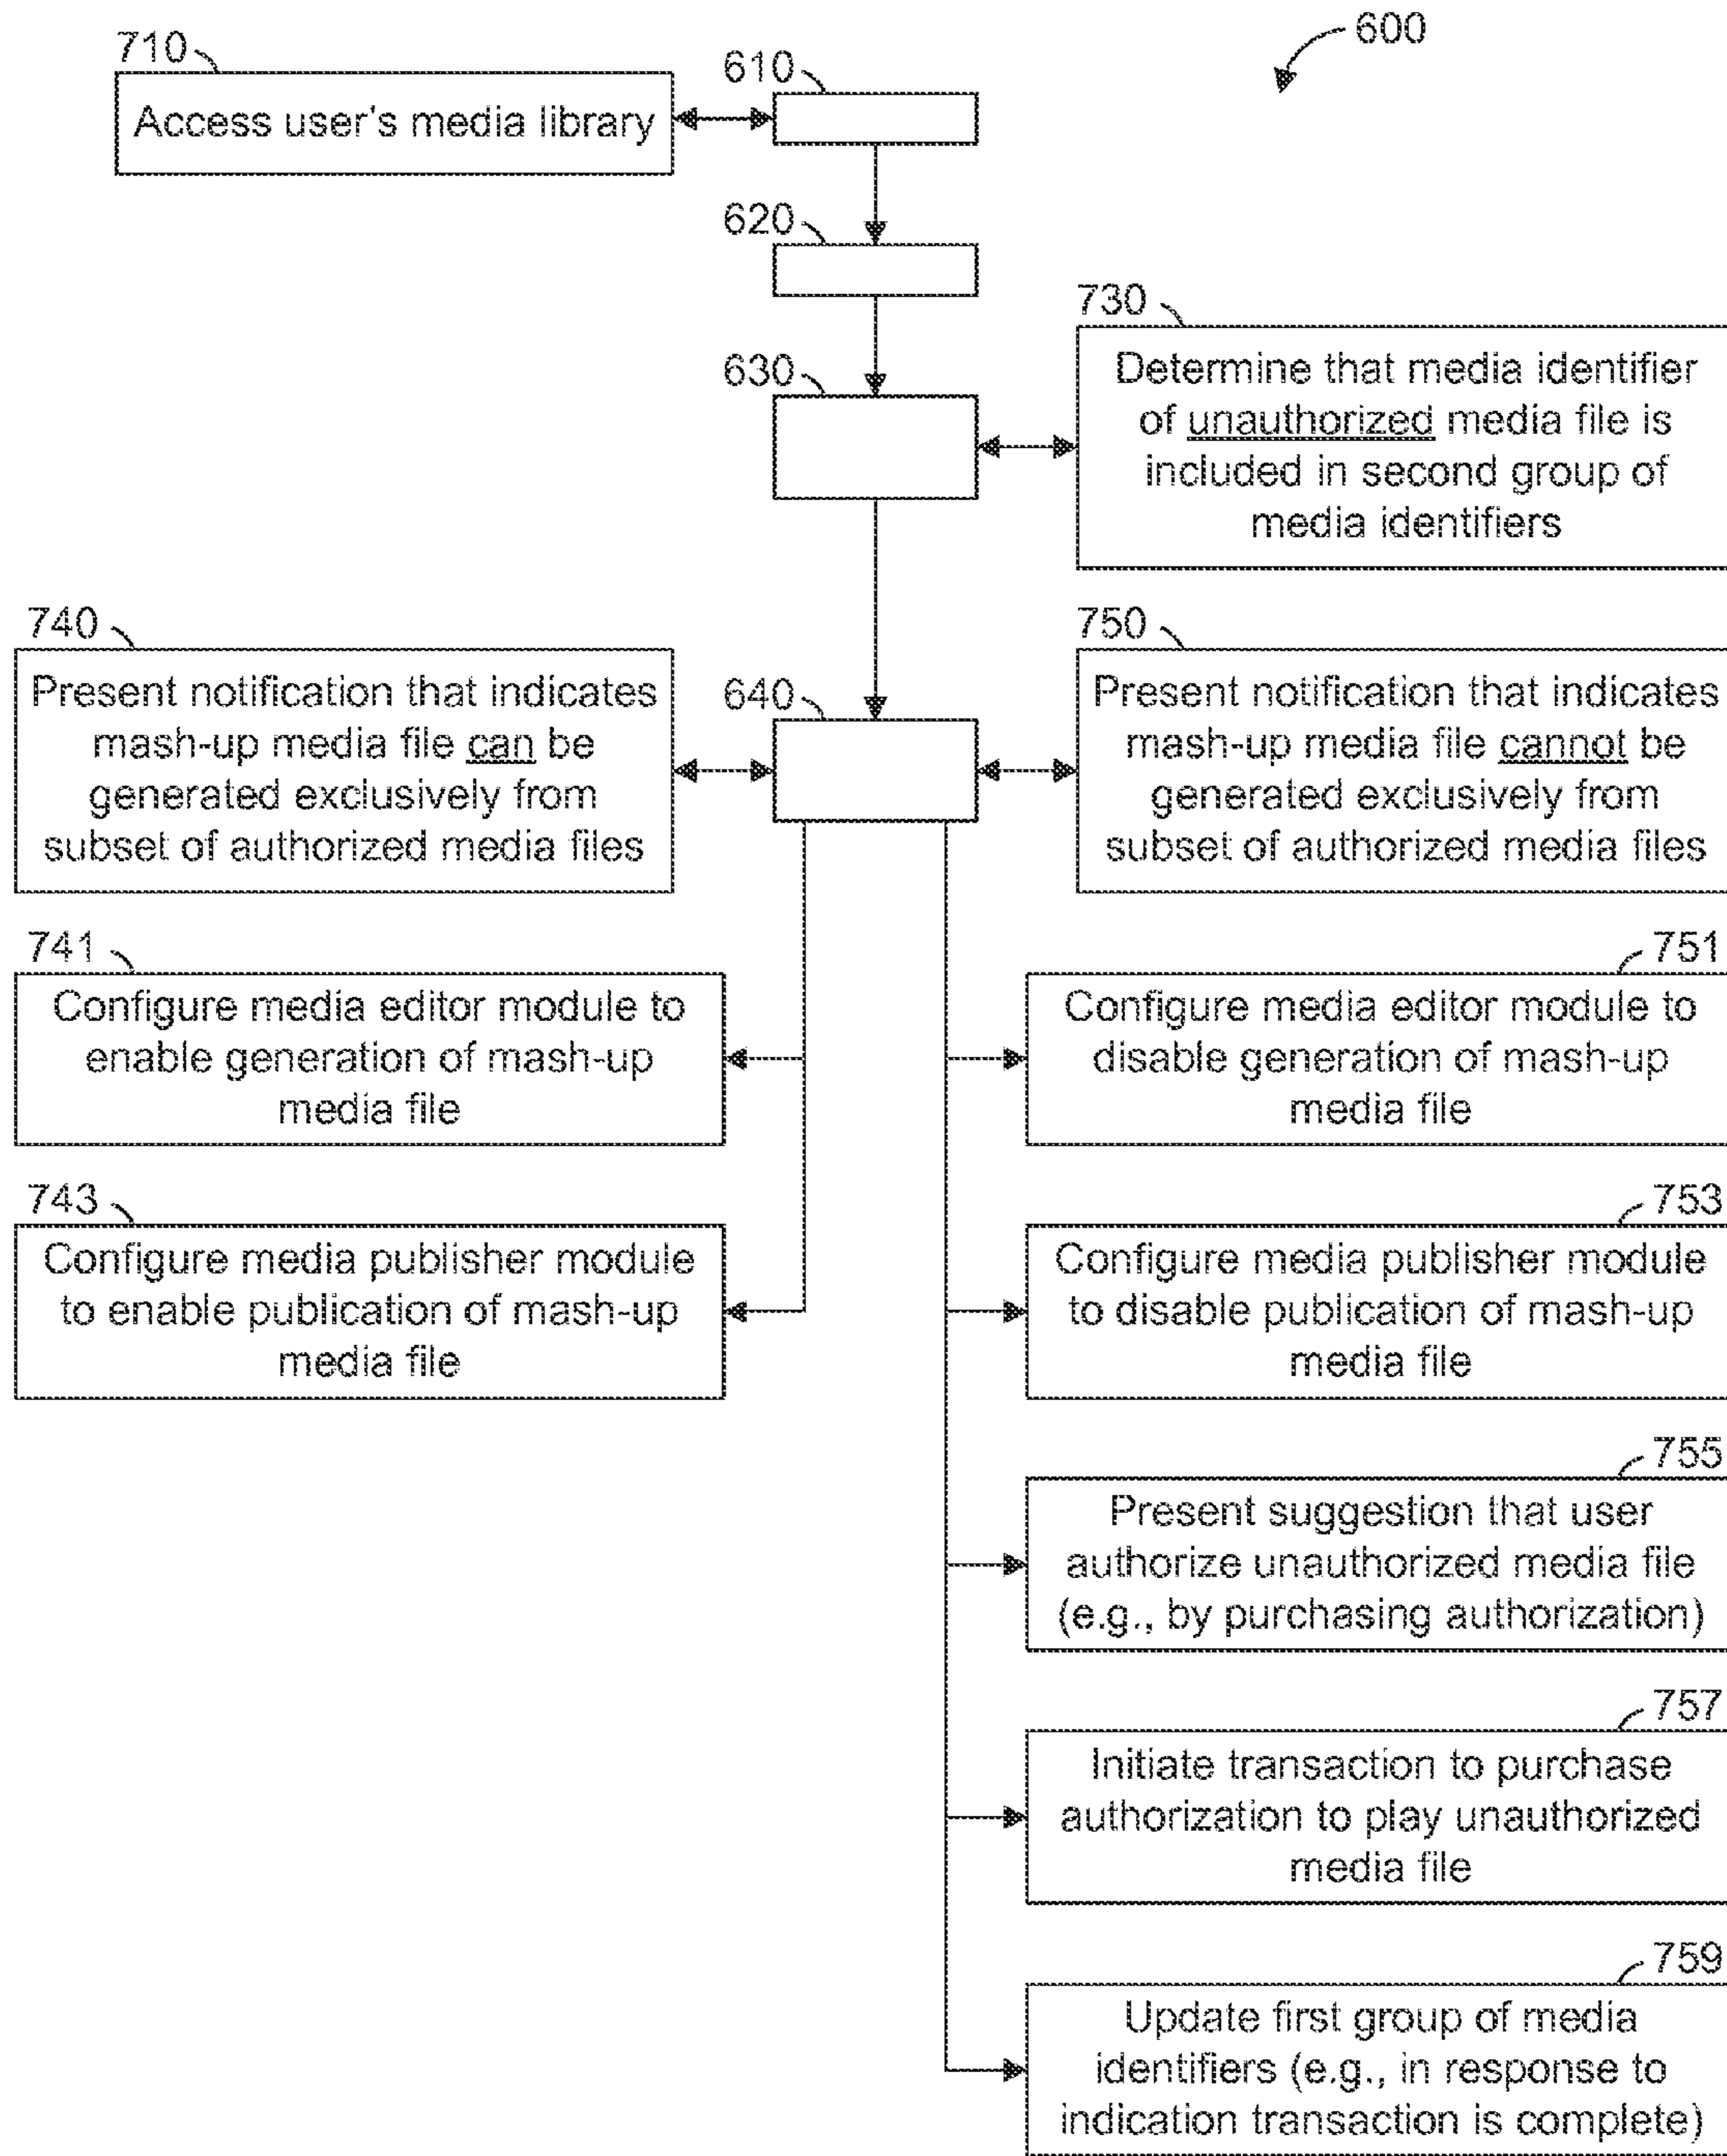 600
710
Access user's media library
610
620
630
730
Determine that media identifier
of unauthorized media file is
included in second group of
media identifiers
740
Present notification that indicates
mash-up media file can be
generated exclusively from
subset of authorized media files
640
750
Present notification that indicates
mash-up media file cannot be
generated exclusively from
subset of authorized media files
741
Configure media editor module to
enable generation of mash-up
media file
751
Configure media editor module to
disable generation of mash-up
media file
743
Configure media publisher module
to enable publication of mash-up
media file
753
Configure media publisher module
to disable publication of mash-up
media file
755
Present suggestion that user
authorize unauthorized media file
(e.g., by purchasing authorization)
757
Initiate transaction to purchase
authorization to play unauthorized
media file
759
Update first group of media
identifiers (e.g., in response to
indication transaction is complete)